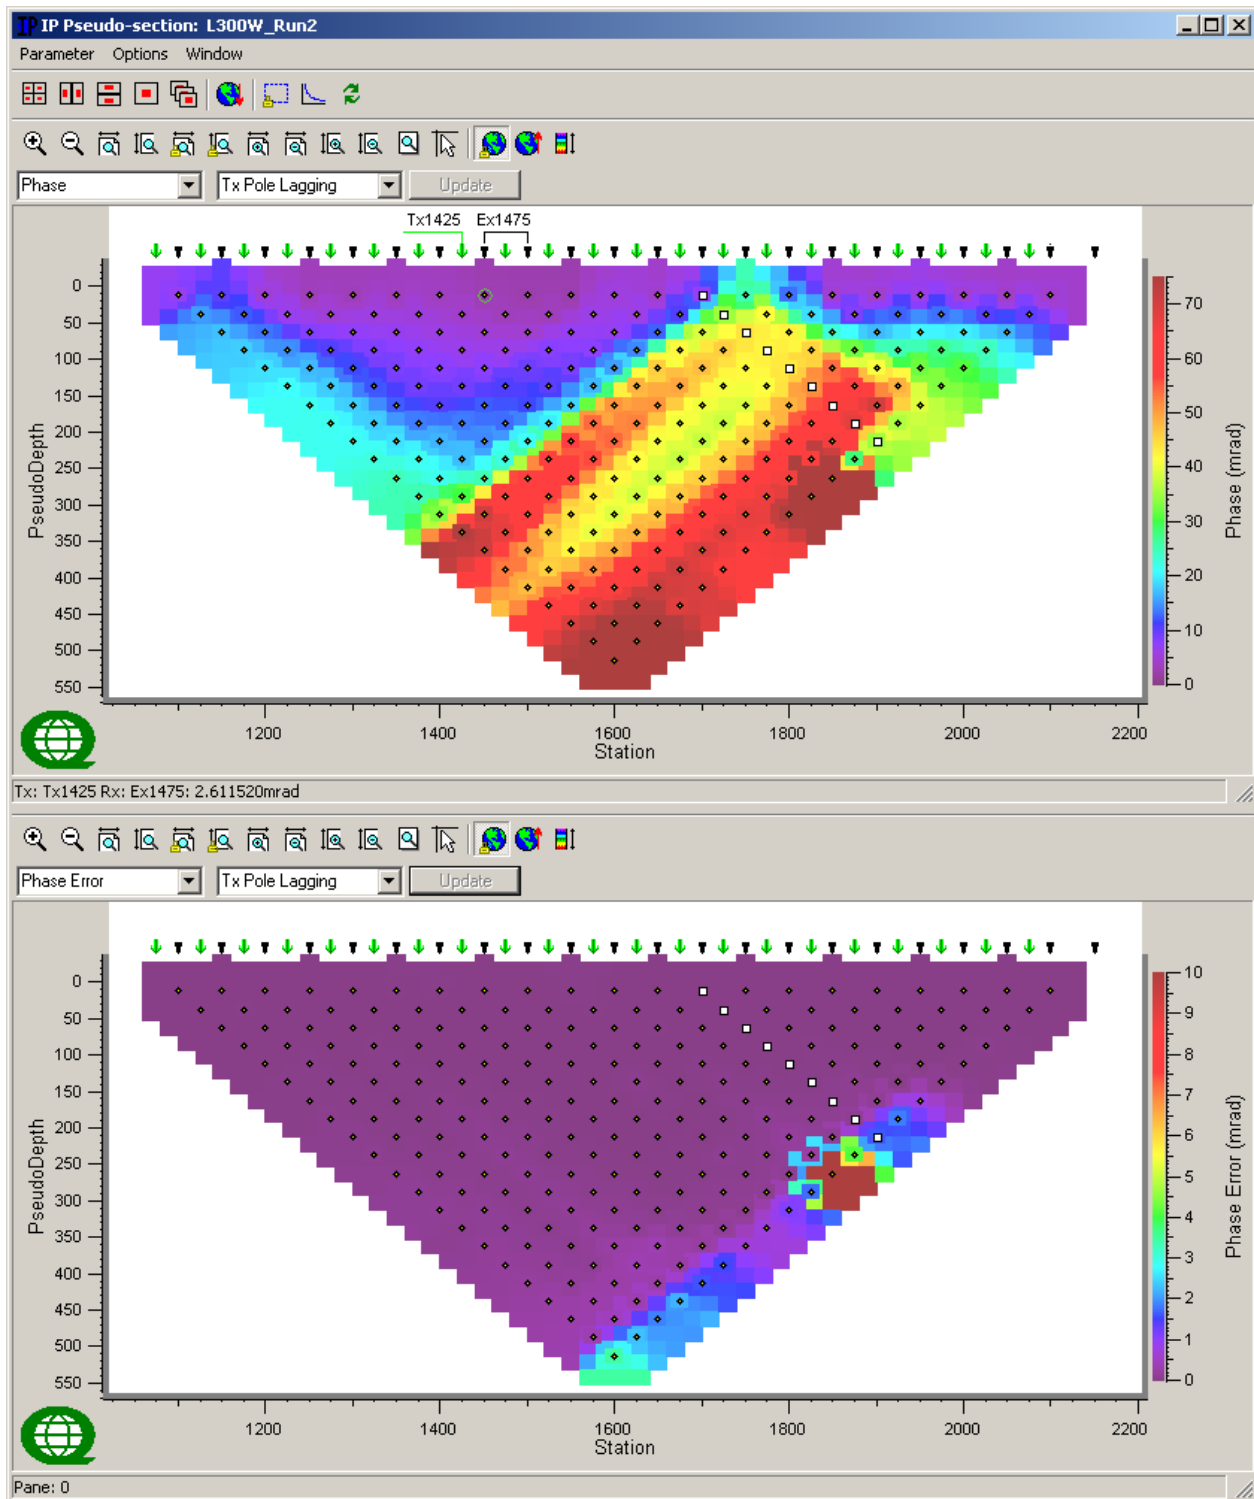 IP IP Pseudo-section: L300W_Run2
Parameter Options Window
Phase Tx Pole Lagging Update
Tx1425 Ex1475
0
50
100
150
200
250
300
350
400
450
500
550
PseudoDepth
70
60
50
40
30
20
10
0
Phase (mrad)
1200 1400 1600 1800 2000 2200
Station
Tx: Tx1425 Rx: Ex1475: 2.611520mrad
Phase Error Tx Pole Lagging Update
0
50
100
150
200
250
300
350
400
450
500
550
PseudoDepth
10
9
8
7
6
5
4
3
2
1
0
Phase Error (mrad)
1200 1400 1600 1800 2000 2200
Station
Pane: 0